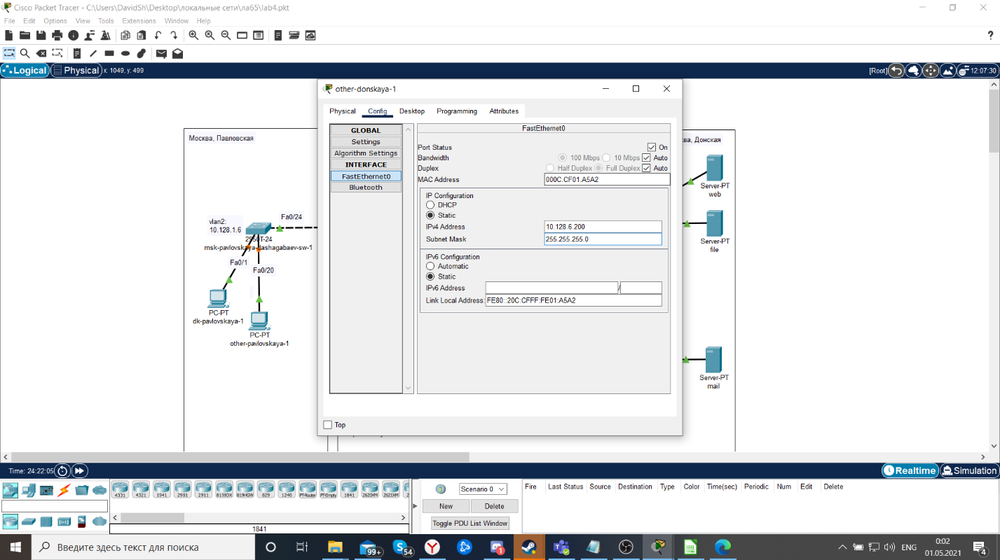 Cisco Packet Tracer - C:\Users\DavidSh\Desktop\локальные сети\ла65\lab4.pkt
File Edit Options View Tools Extensions Window Help
Logical Physical x: 1049, y: 499
[Root] 12:07:30
Москва, Павловская
vlan2:
10.128.1.6
Fa0/24
2950T-24
msk-pavlovskaya-dashagabaev-sw-1
Fa0/1
Fa0/20
PC-PT
dk-pavlovskaya-1
PC-PT
other-pavlovskaya-1
other-donskaya-1
Physical Config Desktop Programming Attributes
GLOBAL
Settings
Algorithm Settings
INTERFACE
FastEthernet0
Bluetooth
FastEthernet0
Port Status On
Bandwidth 100 Mbps 10 Mbps Auto
Duplex Half Duplex Full Duplex Auto
MAC Address 000C.CF01.A5A2
IP Configuration
DHCP
Static
IPv4 Address 10.128.6.200
Subnet Mask 255.255.255.0
IPv6 Configuration
Automatic
Static
IPv6 Address /
Link Local Address: FE80::20C:CFFF:FE01:A5A2
Top
ва, Донская
Server-PT
web
Server-PT
file
Server-PT
mail
Time: 24:22:05
Realtime Simulation
4331 4321 1941 2901 2911 819IOX 819HGW 829 1240 PT-Router PT-Empty 1841 2620XM 2621XM
1841
Scenario 0
New Delete
Toggle PDU List Window
Fire Last Status Source Destination Type Color Time(sec) Periodic Num Edit Delete
Введите здесь текст для поиска
99+
54
1
ENG
0:02
01.05.2021
4